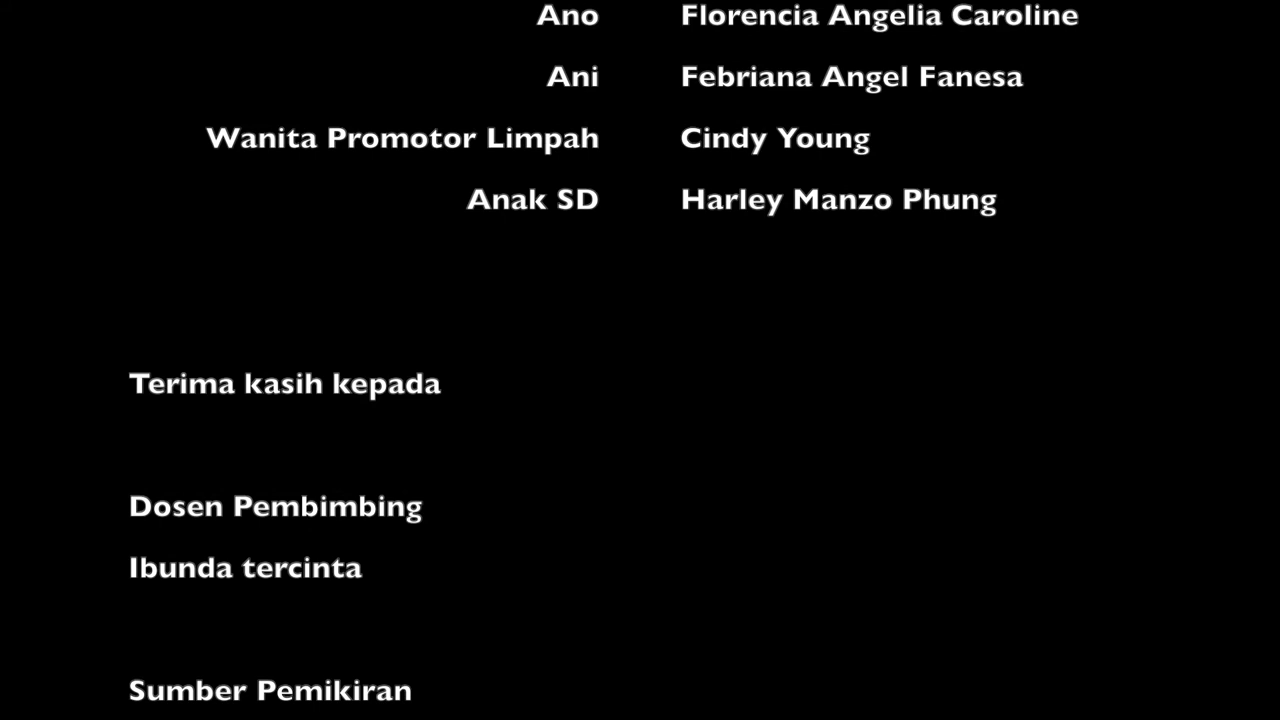 Ano Florencia Angelia Caroline
Ani Febriana Angel Fanesa
Wanita Promotor Limpah Cindy Young
Anak SD Harley Manzo Phung
Terima kasih kepada
Dosen Pembimbing
Ibunda tercinta
Sumber Pemikiran